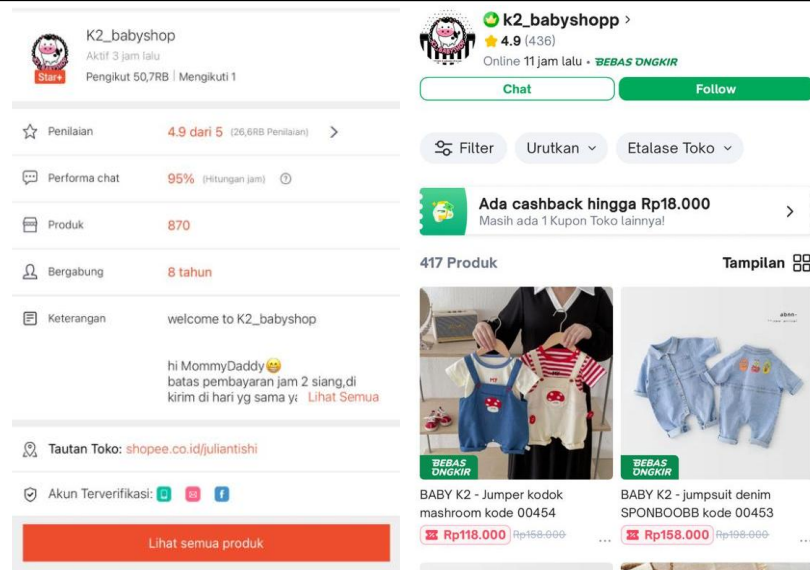 K2_babyshop
Aktif 3 jam lalu
Star+
Pengikut 50,7RB | Mengikuti 1
Penilaian 4.9 dari 5 (26,6RB Penilaian)
Performa chat 95% (Hitungan jam)
Produk 870
Bergabung 8 tahun
Keterangan welcome to K2_babyshop
hi MommyDaddy😀
batas pembayaran jam 2 siang,di
kirim di hari yg sama Lihat Semua
Tautan Toko: shopee.co.id/juliantishi
Akun Terverifikasi:
Lihat semua produk
k2_babyshopp
4.9 (436)
Online 11 jam lalu • BEBAS ONGKIR
Chat Follow
Filter Urutkan Etalase Toko
Ada cashback hingga Rp18.000
Masih ada 1 Kupon Toko lainnya!
417 Produk Tampilan
BEBAS ONGKIR
BABY K2 - Jumper kodok
mashroom kode 00454
Rp118.000 Rp158.000
BEBAS ONGKIR
BABY K2 - jumpsuit denim
SPONBOOBB kode 00453
Rp158.000 Rp198.000